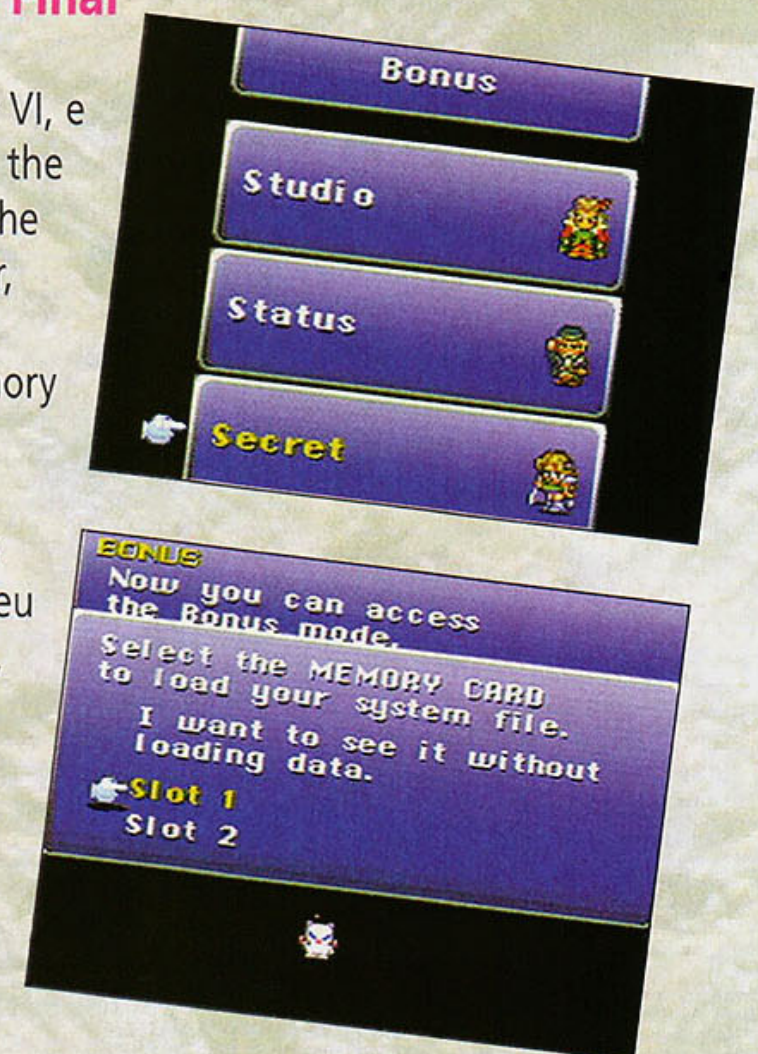 Final
VI, e
the
he
r,
ory
eu
Bonus
Studio
Status
Secret
BONUS
Now you can access
the Bonus mode.
Select the MEMORY CARD
to load your system file.
I want to see it without
loading data.
Slot 1
Slot 2